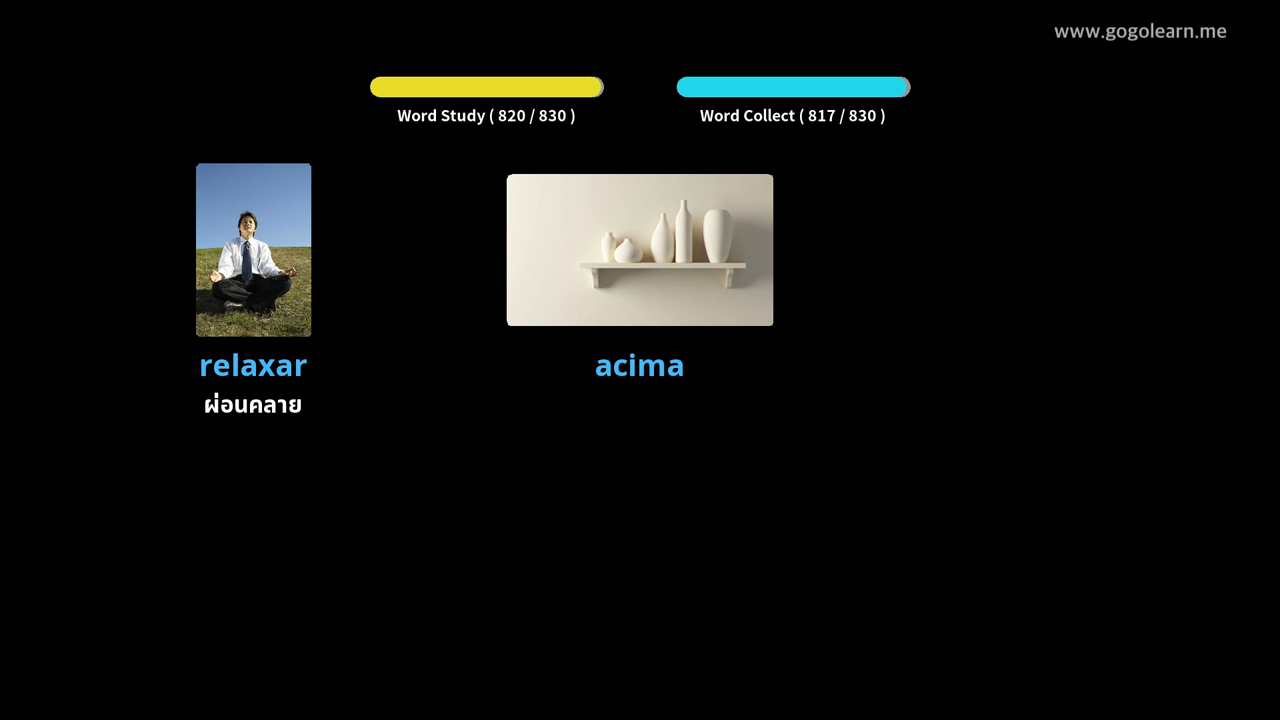 www.gogolearn.me
Word Study ( 820 / 830 )
Word Collect ( 817 / 830 )
relaxar
ผ่อนคลาย
acima